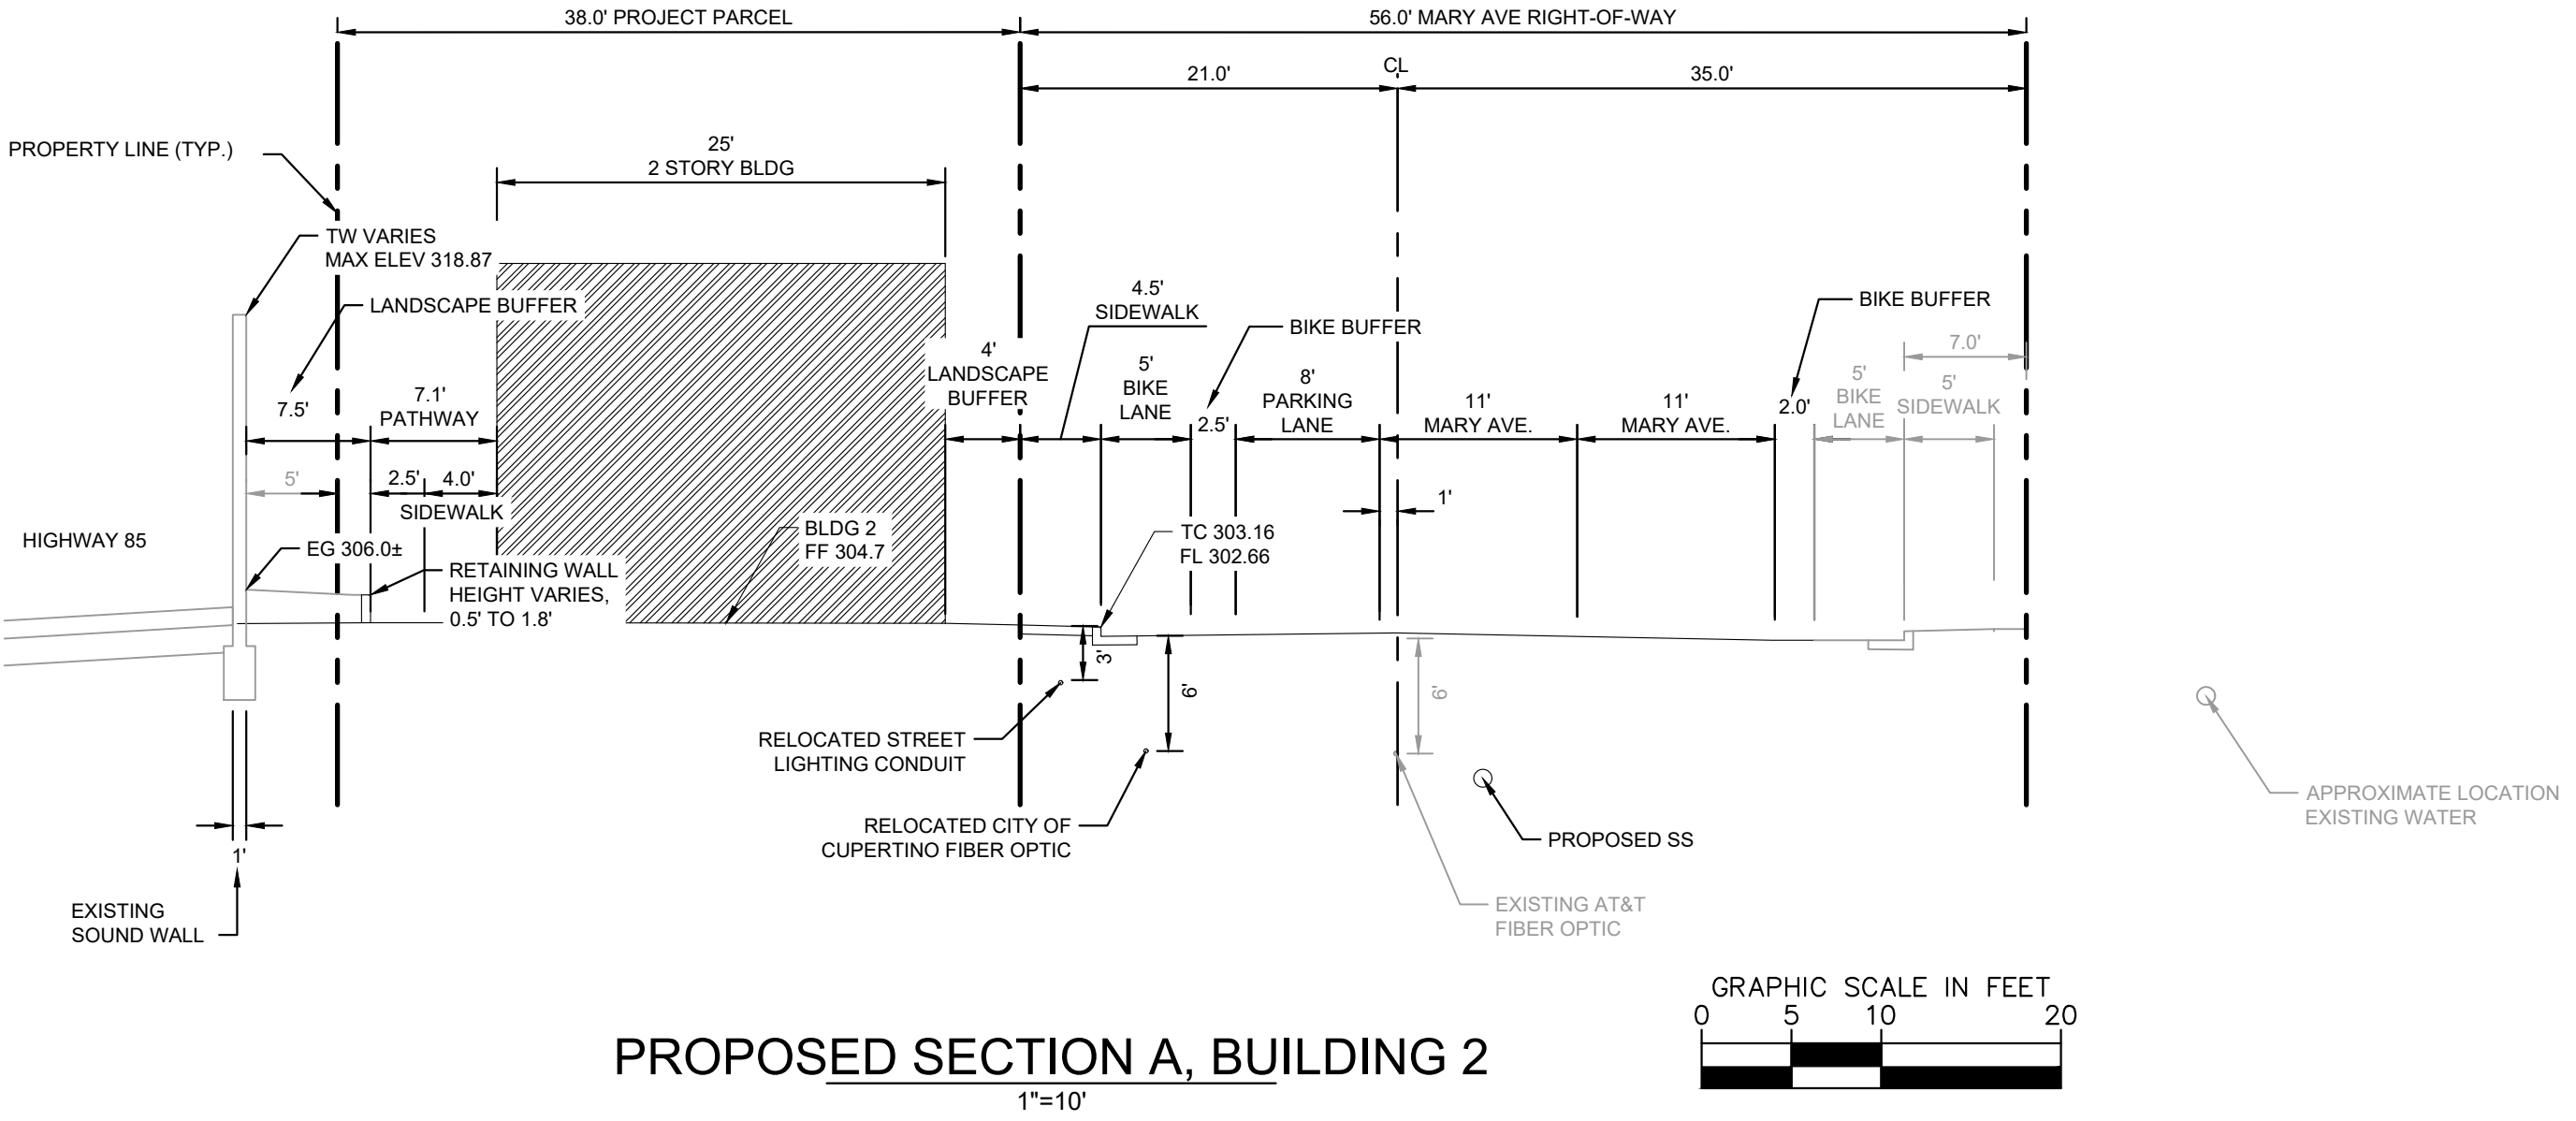 38.0' PROJECT PARCEL
56.0' MARY AVE RIGHT-OF-WAY
21.0'
CL
35.0'
PROPERTY LINE (TYP.)
25'
2 STORY BLDG
TW VARIES
MAX ELEV 318.87
LANDSCAPE BUFFER
7.5'
7.1'
PATHWAY
5'
2.5'
4.0'
SIDEWALK
HIGHWAY 85
EG 306.0±
RETAINING WALL
HEIGHT VARIES,
0.5' TO 1.8'
BLDG 2
FF 304.7
4'
LANDSCAPE
BUFFER
4.5'
SIDEWALK
5'
BIKE
LANE
BIKE BUFFER
2.5'
8'
PARKING
LANE
11'
MARY AVE.
11'
MARY AVE.
BIKE BUFFER
2.0'
5'
BIKE
LANE
7.0'
5'
SIDEWALK
1'
TC 303.16
FL 302.66
3'
6'
6'
RELOCATED STREET
LIGHTING CONDUIT
RELOCATED CITY OF
CUPERTINO FIBER OPTIC
PROPOSED SS
EXISTING AT&T
FIBER OPTIC
APPROXIMATE LOCATION
EXISTING WATER
1'
EXISTING
SOUND WALL
GRAPHIC SCALE IN FEET
0 5 10 20
PROPOSED SECTION A, BUILDING 2
1"=10'